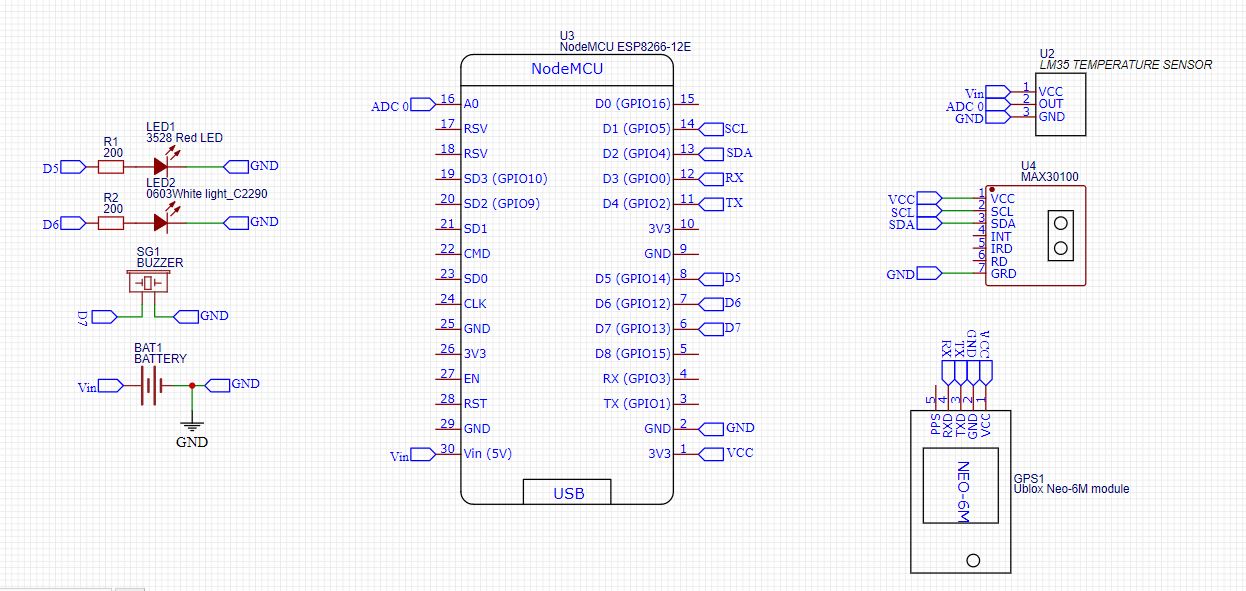 LED1
3528 Red LED
R1
200
D5
GND
LED2
0603White light_C2290
R2
200
D6
GND
SG1
BUZZER
D7
GND
BAT1
BATTERY
Vin
GND
GND
U3
NodeMCU ESP8266-12E
NodeMCU
ADC 0 16 A0
17 RSV
18 RSV
19 SD3 (GPIO10)
20 SD2 (GPIO9)
21 SD1
22 CMD
23 SD0
24 CLK
25 GND
26 3V3
27 EN
28 RST
29 GND
Vin 30 Vin (5V)
D0 (GPIO16) 15
D1 (GPIO5) 14 SCL
D2 (GPIO4) 13 SDA
D3 (GPIO0) 12 RX
D4 (GPIO2) 11 TX
3V3 10
GND 9
D5 (GPIO14) 8 D5
D6 (GPIO12) 7 D6
D7 (GPIO13) 6 D7
D8 (GPIO15) 5
RX (GPIO3) 4
TX (GPIO1) 3
GND 2 GND
3V3 1 VCC
USB
U2
LM35 TEMPERATURE SENSOR
Vin 1 VCC
ADC 0 2 OUT
GND 3 GND
U4
MAX30100
VCC 1 VCC
SCL 2 SCL
SDA 3 SDA
4 INT
5 IRD
6 RD
GND 7 GRD
RX TX GND VCC
5 4 3 2 1
PPS RXD TXD GND VCC
NEO-6M
GPS1
Ublox Neo-6M module